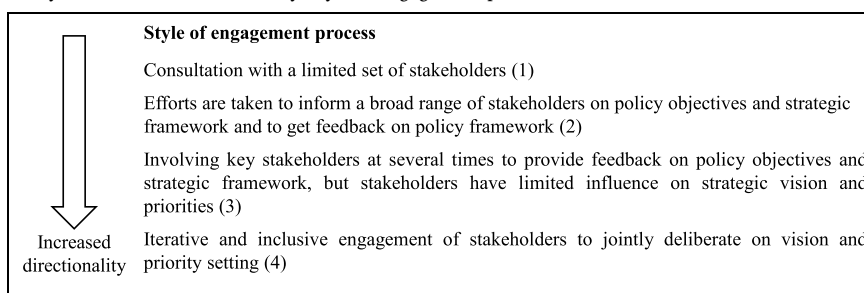 Style of engagement process
Consultation with a limited set of stakeholders (1)
Efforts are taken to inform a broad range of stakeholders on policy objectives and strategic
framework and to get feedback on policy framework (2)
Involving key stakeholders at several times to provide feedback on policy objectives and
strategic framework, but stakeholders have limited influence on strategic vision and
priorities (3)
Iterative and inclusive engagement of stakeholders to jointly deliberate on vision and
priority setting (4)
Increased
directionality